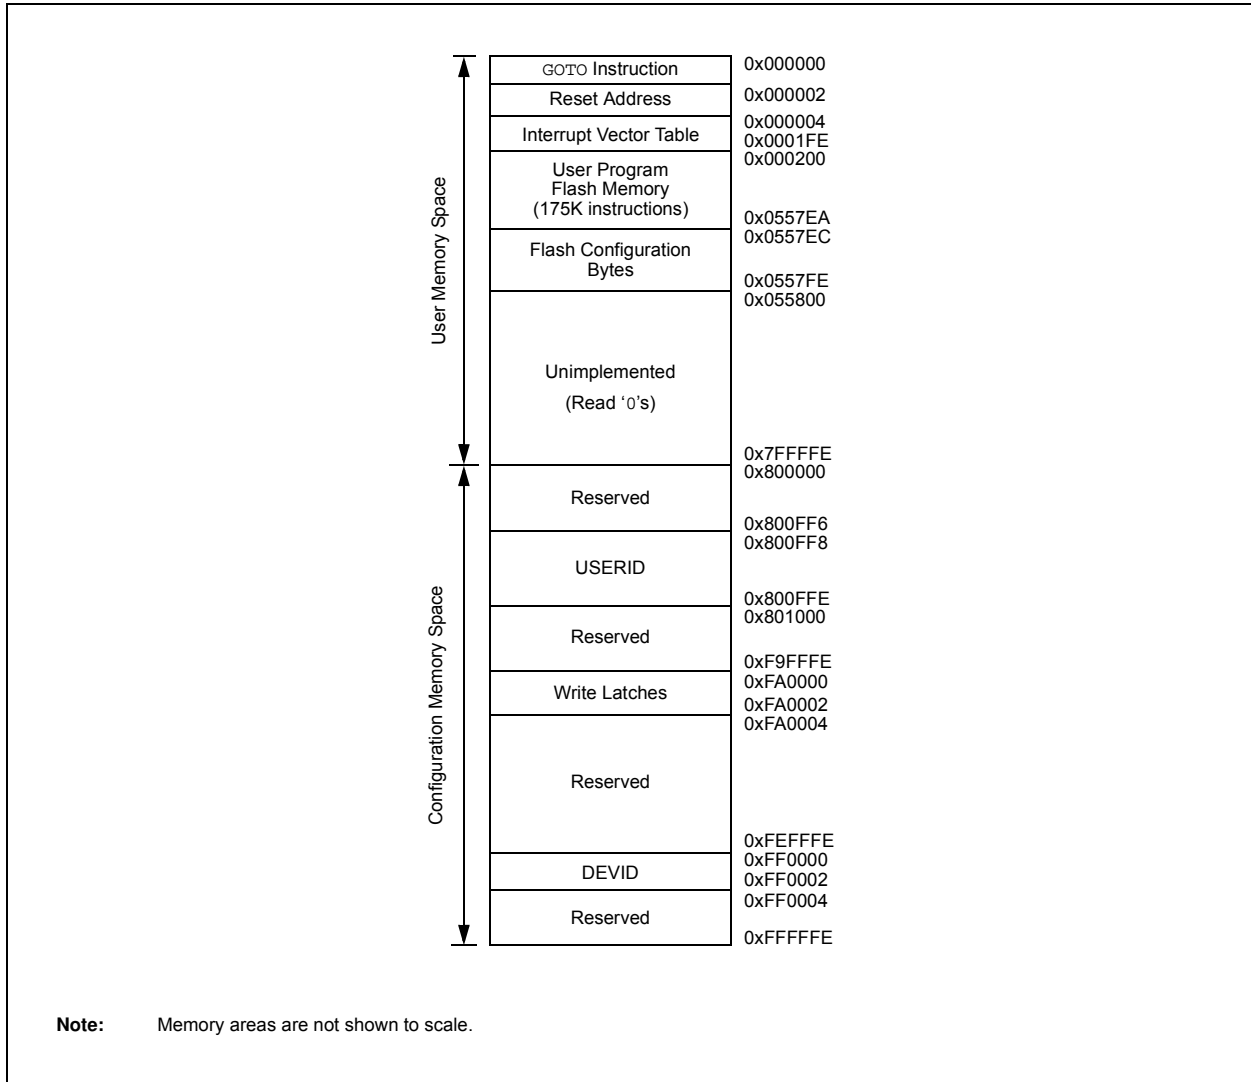 GOTO Instruction
0x000000
Reset Address
0x000002
Interrupt Vector Table
0x000004
0x0001FE
User Program
Flash Memory
(175K instructions)
0x000200
0x0557EA
Flash Configuration
Bytes
0x0557EC
0x0557FE
Unimplemented
(Read ‘0’s)
0x055800
0x7FFFFE
User Memory Space
Reserved
0x800000
0x800FF6
USERID
0x800FF8
0x800FFE
Reserved
0x801000
0xF9FFFE
Write Latches
0xFA0000
0xFA0002
Reserved
0xFA0004
0xFEFFFE
DEVID
0xFF0000
0xFF0002
Reserved
0xFF0004
0xFFFFFE
Configuration Memory Space
Note: Memory areas are not shown to scale.